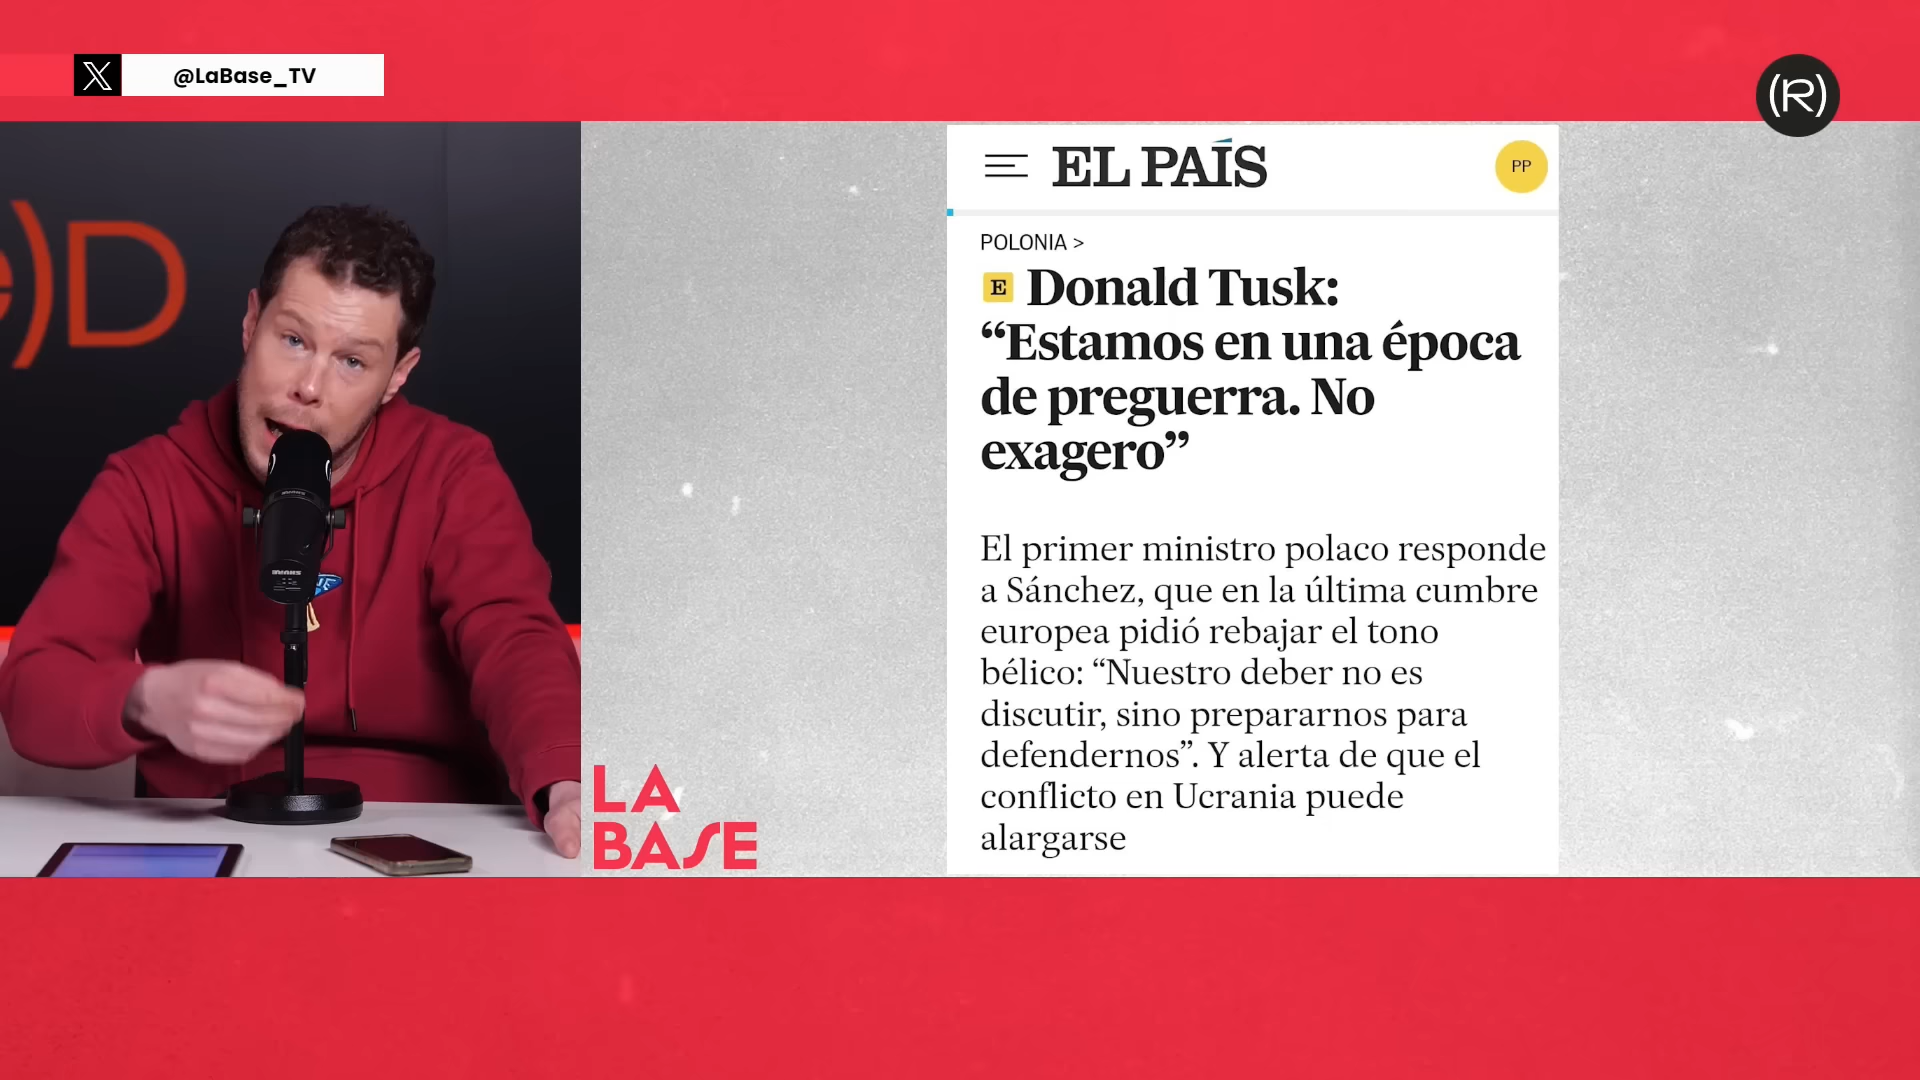 @LaBase_TV
(R)
)D
EL PAÍS
PP
POLONIA >
E Donald Tusk:
“Estamos en una época
de preguerra. No
exagero”
El primer ministro polaco responde
a Sánchez, que en la última cumbre
europea pidió rebajar el tono
bélico: “Nuestro deber no es
discutir, sino prepararnos para
defendernos”. Y alerta de que el
conflicto en Ucrania puede
alargarse
LA
BASE